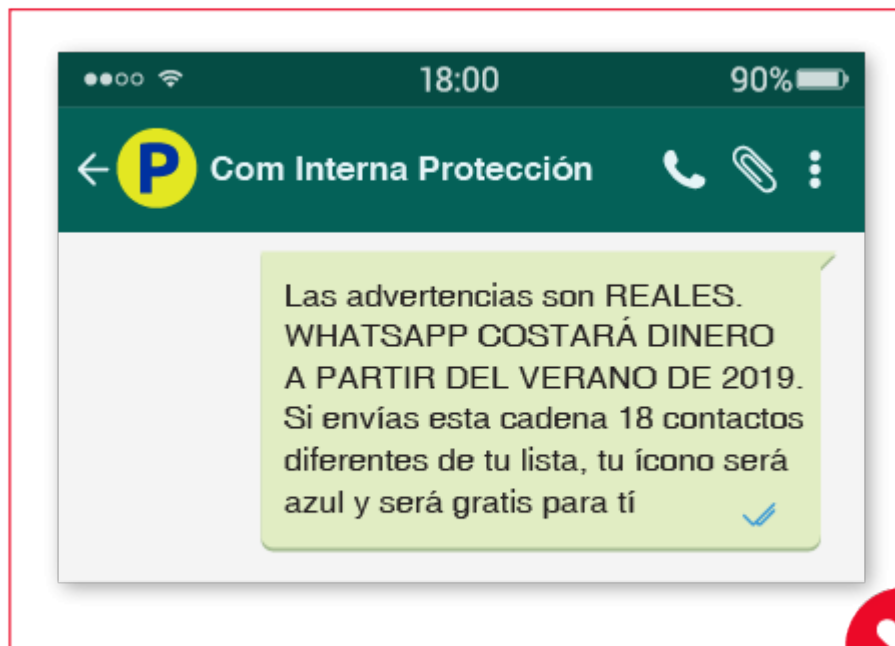 18:00 90%
P Com Interna Protección
Las advertencias son REALES.
WHATSAPP COSTARÁ DINERO
A PARTIR DEL VERANO DE 2019.
Si envías esta cadena 18 contactos
diferentes de tu lista, tu ícono será
azul y será gratis para tí